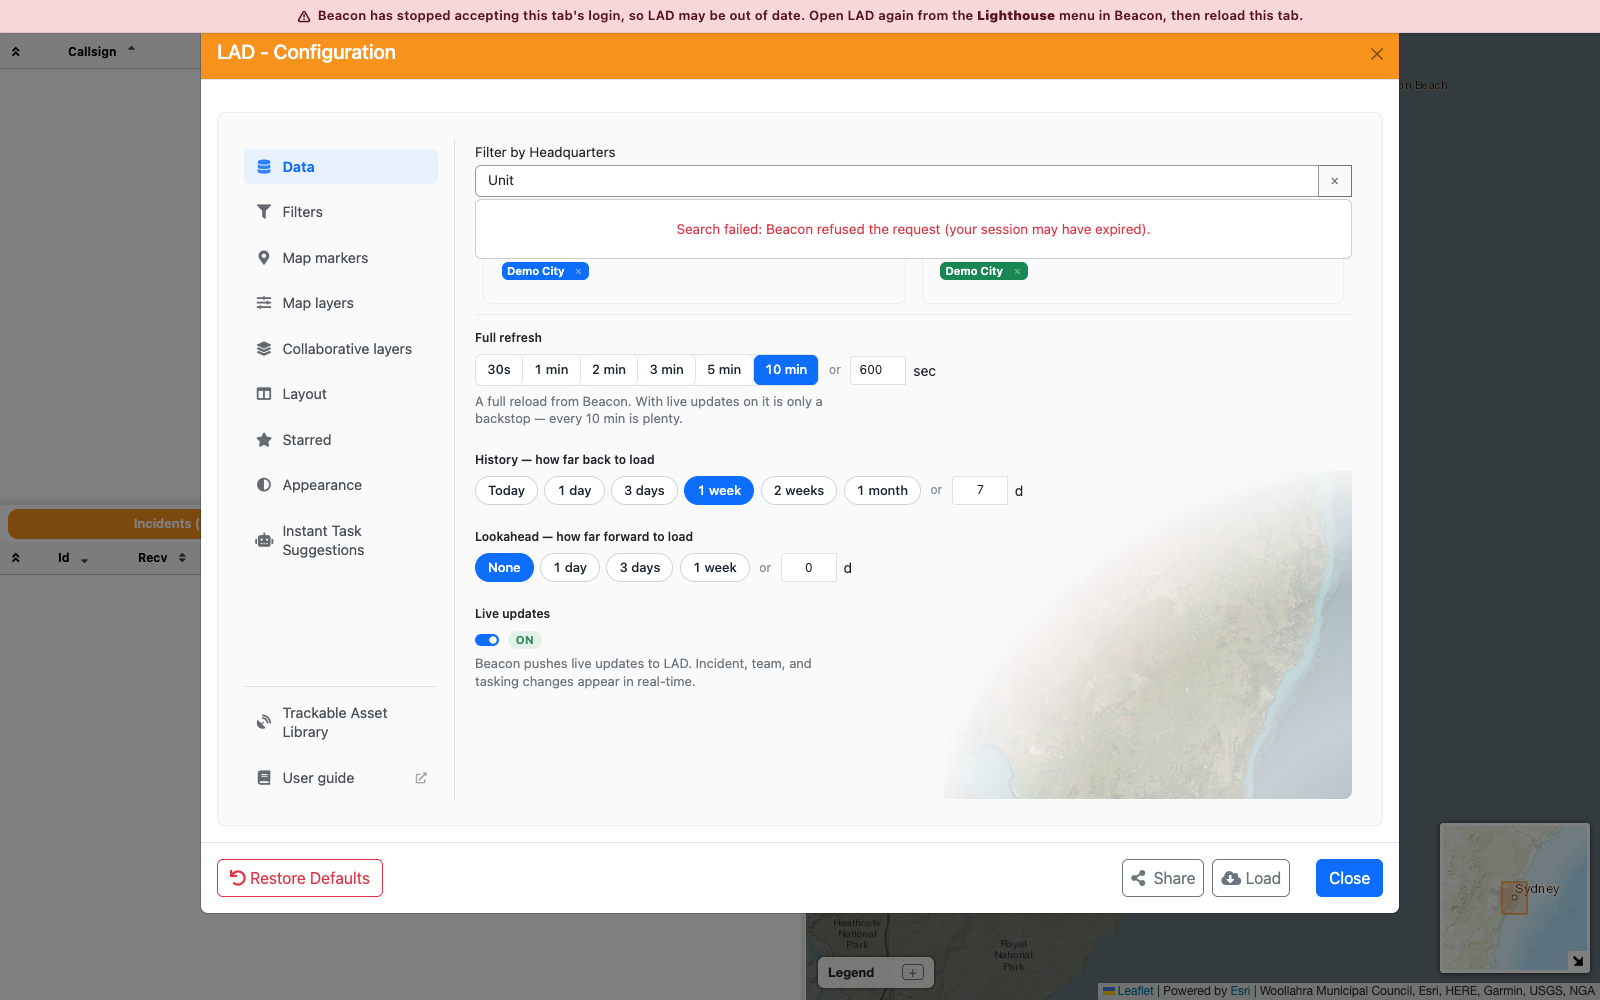 Beacon has stopped accepting this tab's login, so LAD may be out of date. Open LAD again from the Lighthouse menu in Beacon, then reload this tab.
Callsign
LAD - Configuration
on Beach
Data
Filters
Map markers
Map layers
Collaborative layers
Layout
Starred
Appearance
Instant Task
Suggestions
Trackable Asset
Library
User guide
Filter by Headquarters
Unit
×
Search failed: Beacon refused the request (your session may have expired).
Demo City ×
Demo City ×
Full refresh
30s 1 min 2 min 3 min 5 min 10 min or 600 sec
A full reload from Beacon. With live updates on it is only a
backstop — every 10 min is plenty.
History — how far back to load
Today 1 day 3 days 1 week 2 weeks 1 month or 7 d
Lookahead — how far forward to load
None 1 day 3 days 1 week or 0 d
Live updates
ON
Beacon pushes live updates to LAD. Incident, team, and
tasking changes appear in real-time.
Incidents (
Id Recv
Restore Defaults
Share
Load
Close
Sydney
Heathcote
National
Park
Royal
National
Park
Legend +
Leaflet | Powered by Esri | Woollahra Municipal Council, Esri, HERE, Garmin, USGS, NGA